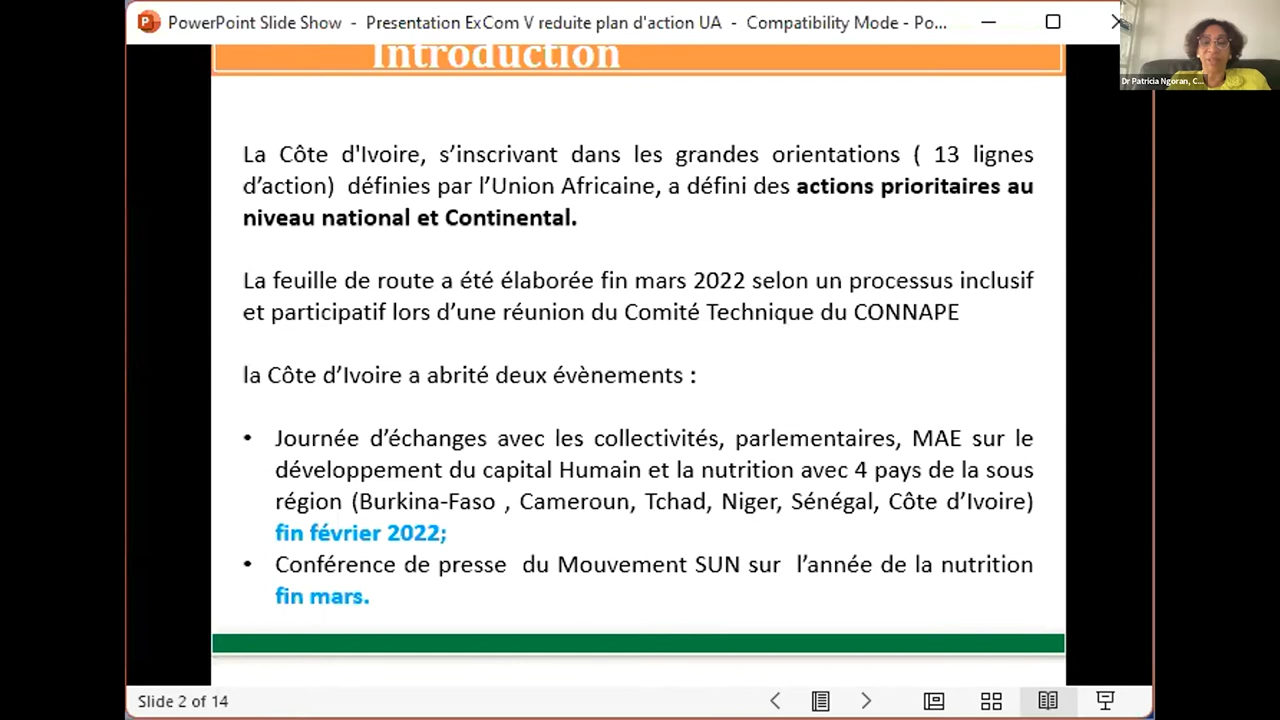 PowerPoint Slide Show - Presentation ExCom V reduite plan d'action UA - Compatibility Mode - Po...
Dr Patricia Ngoran, C...
Introduction
La Côte d'Ivoire, s’inscrivant dans les grandes orientations ( 13 lignes
d’action) définies par l’Union Africaine, a défini des actions prioritaires au
niveau national et Continental.
La feuille de route a été élaborée fin mars 2022 selon un processus inclusif
et participatif lors d’une réunion du Comité Technique du CONNAPE
la Côte d’Ivoire a abrité deux évènements :
• Journée d’échanges avec les collectivités, parlementaires, MAE sur le
développement du capital Humain et la nutrition avec 4 pays de la sous
région (Burkina-Faso , Cameroun, Tchad, Niger, Sénégal, Côte d’Ivoire)
fin février 2022;
• Conférence de presse du Mouvement SUN sur l’année de la nutrition
fin mars.
Slide 2 of 14